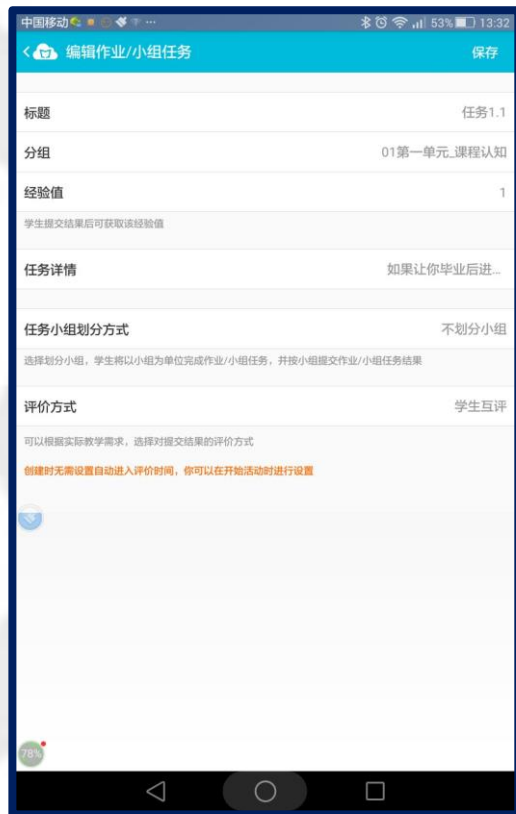 中国移动 53% 13:32
编辑作业/小组任务 保存
标题 任务1.1
分组 01第一单元_课程认知
经验值 1
学生提交结果后可获取该经验值
任务详情 如果让你毕业后进...
任务小组划分方式 不划分小组
选择划分小组，学生将以小组为单位完成作业/小组任务，并按小组提交作业/小组任务结果
评价方式 学生互评
可以根据实际教学需求，选择对提交结果的评价方式
创建时无需设置自动进入评价时间，你可以在开始活动时进行设置
78%